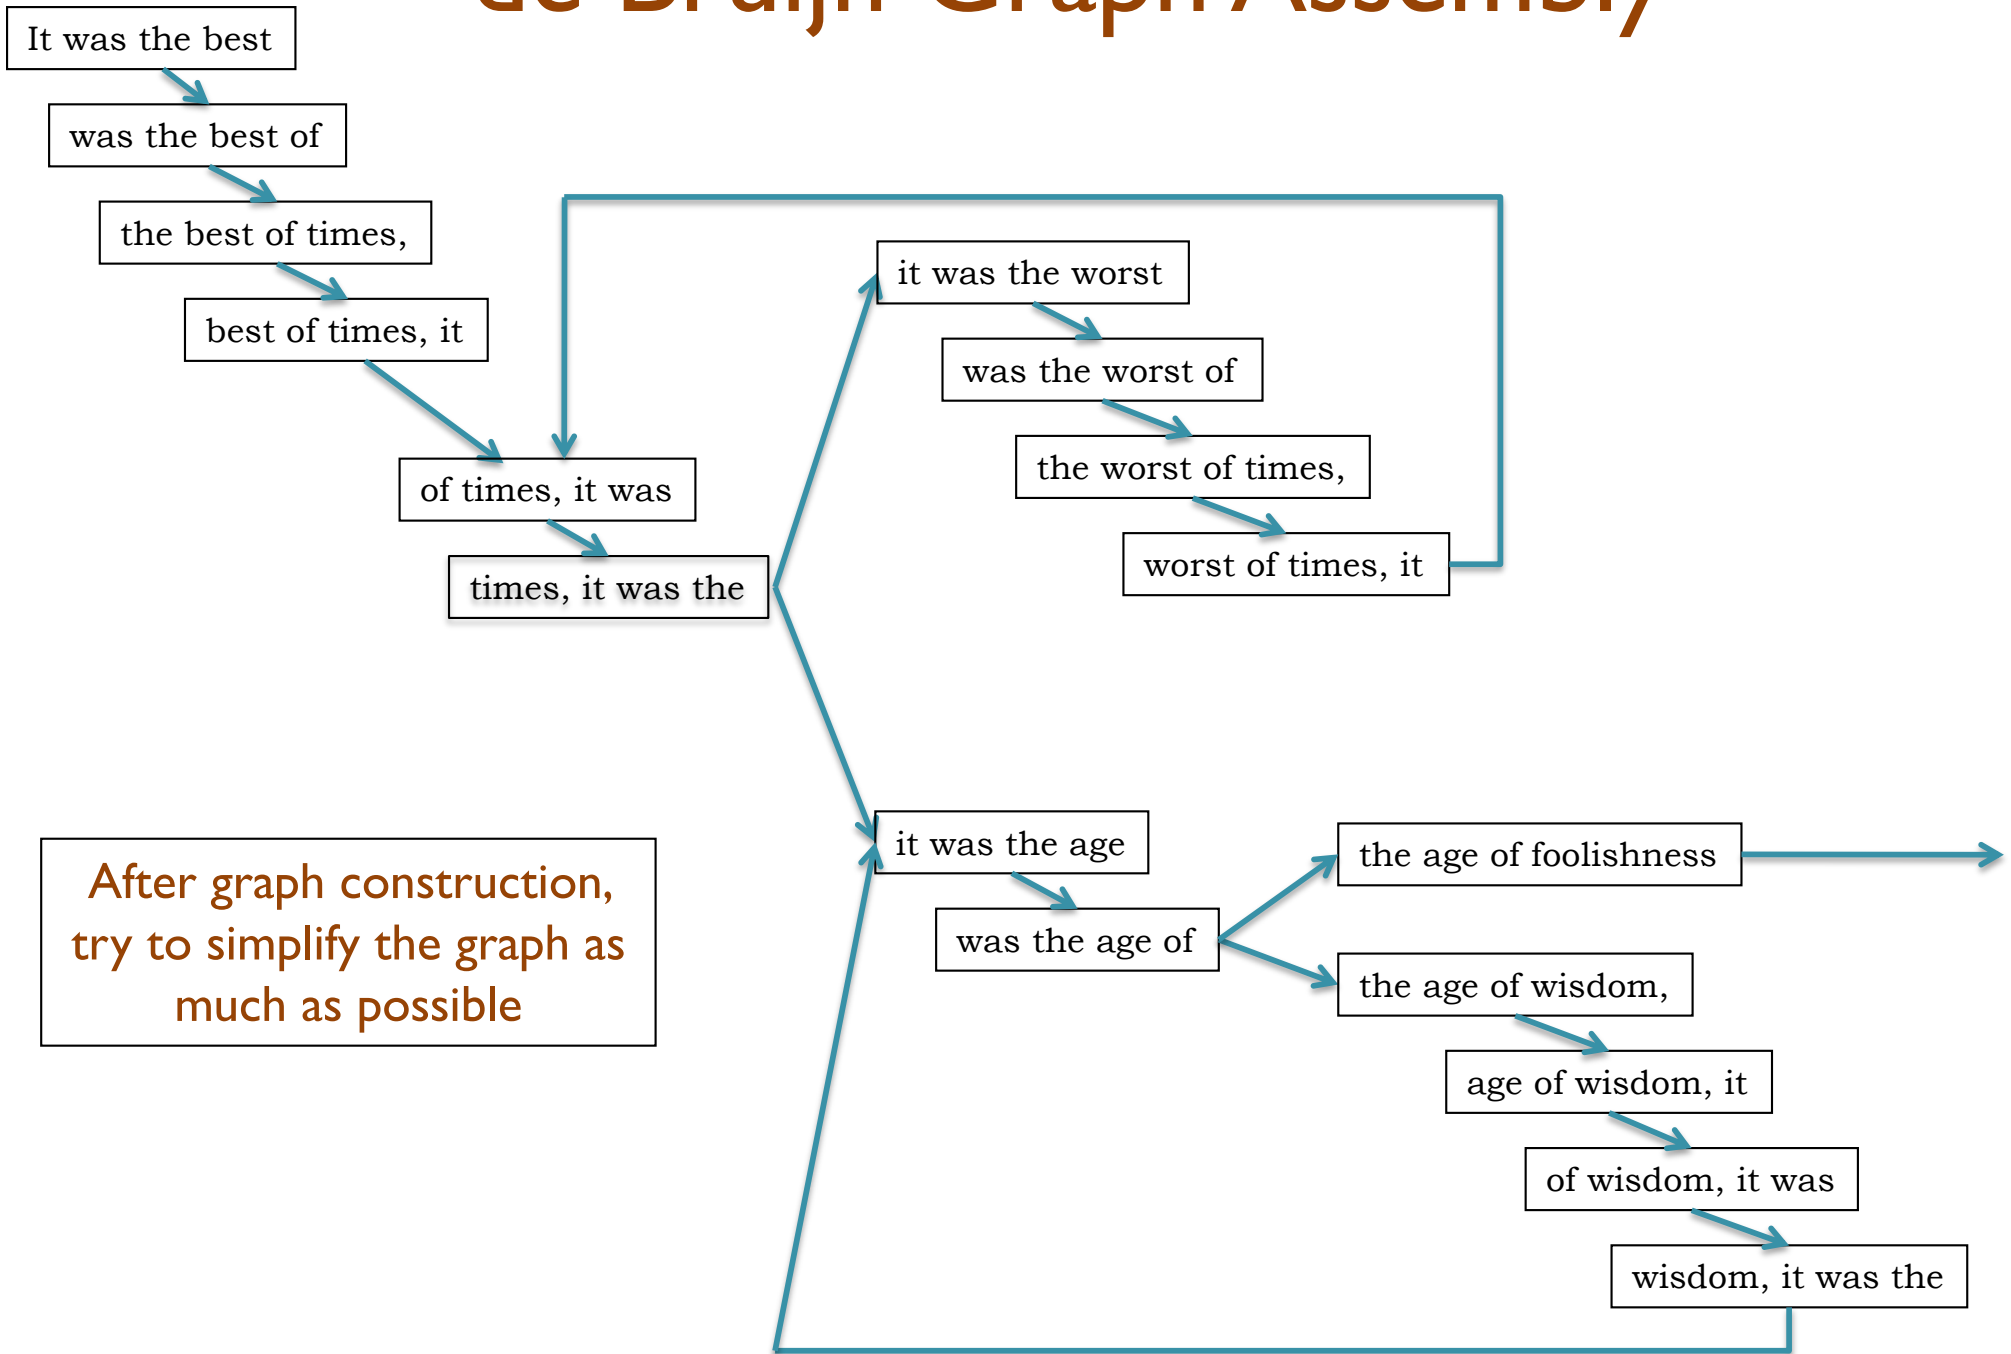 de Bruijn Graph Assembly
It was the best
was the best of
the best of times,
best of times, it
of times, it was
times, it was the
it was the worst
was the worst of
the worst of times,
worst of times, it
it was the age
was the age of
the age of foolishness
the age of wisdom,
age of wisdom, it
of wisdom, it was
wisdom, it was the
After graph construction,
try to simplify the graph as
much as possible